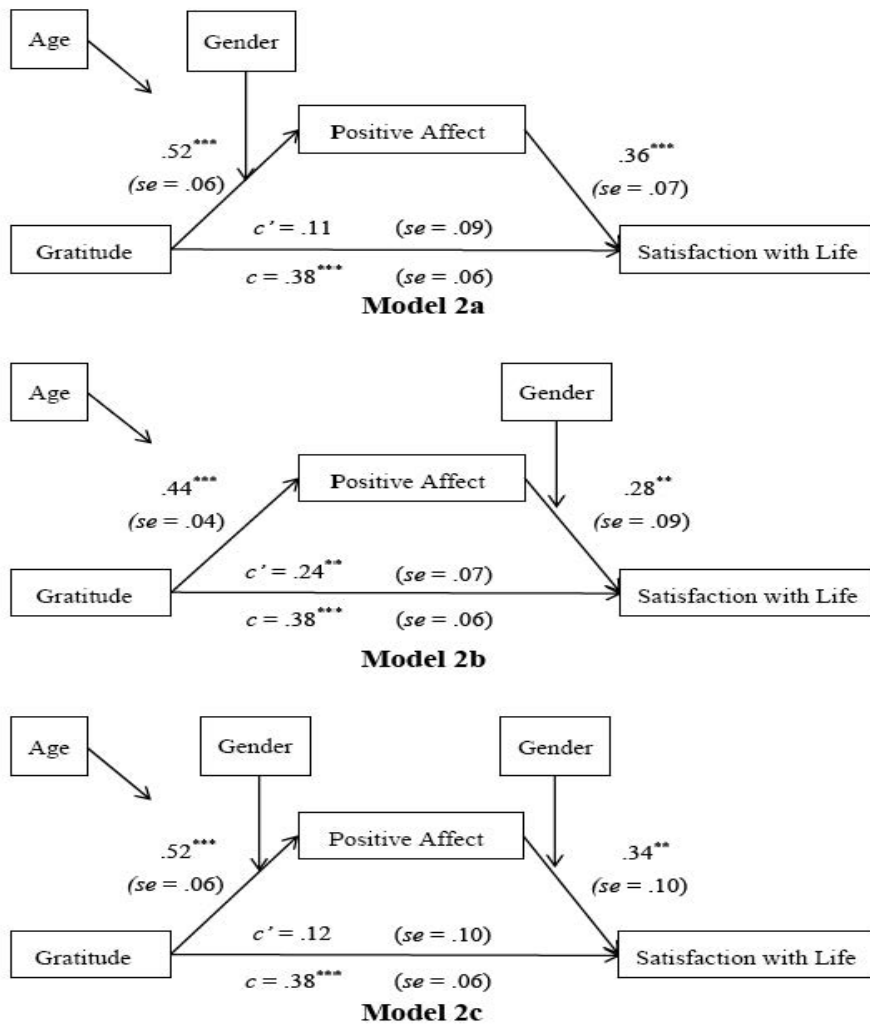 Age
Gender
Positive Affect
.52***
(se = .06)
.36***
(se = .07)
Gratitude
c' = .11 (se = .09)
c = .38*** (se = .06)
Satisfaction with Life
Model 2a
Age
Gender
Positive Affect
.44***
(se = .04)
.28**
(se = .09)
Gratitude
c' = .24** (se = .07)
c = .38*** (se = .06)
Satisfaction with Life
Model 2b
Age
Gender
Gender
Positive Affect
.52***
(se = .06)
.34**
(se = .10)
Gratitude
c' = .12 (se = .10)
c = .38*** (se = .06)
Satisfaction with Life
Model 2c